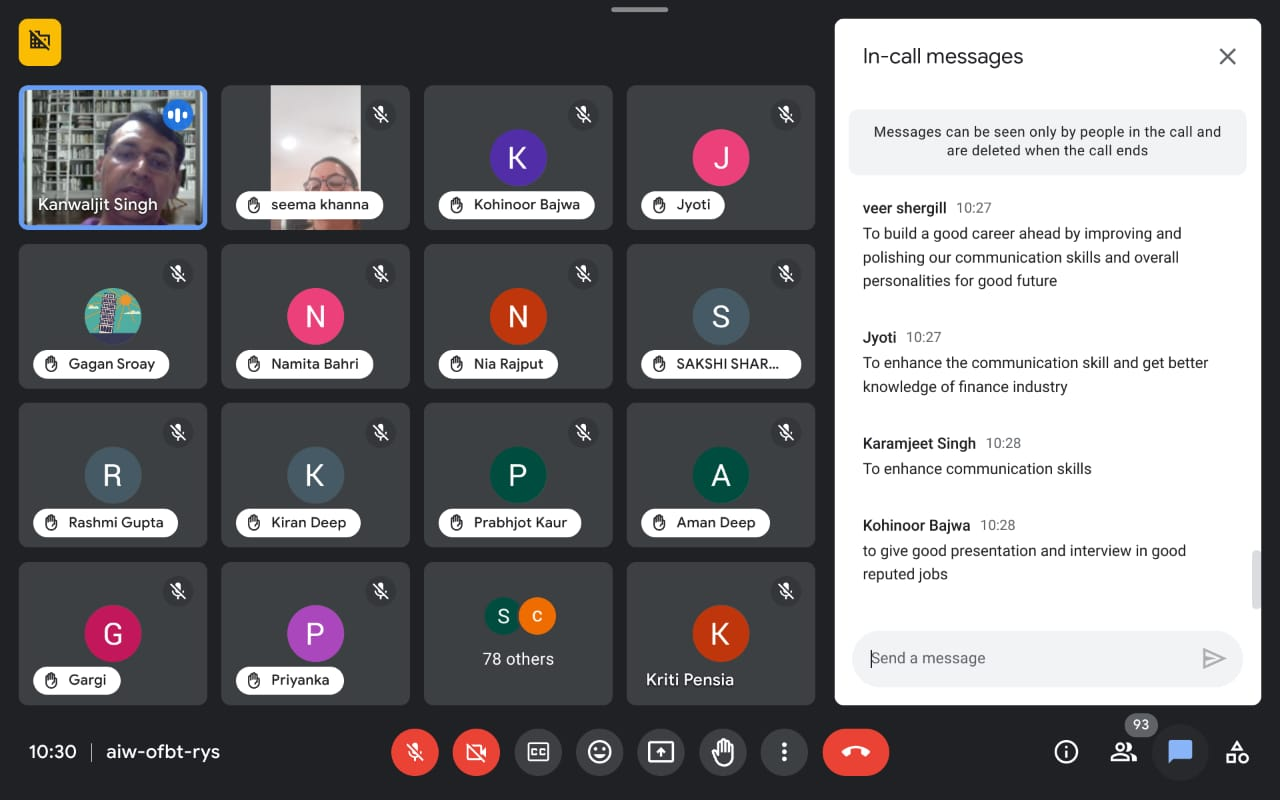 In-call messages
Messages can be seen only by people in the call and
are deleted when the call ends
veer shergill 10:27
To build a good career ahead by improving and
polishing our communication skills and overall
personalities for good future
Jyoti 10:27
To enhance the communication skill and get better
knowledge of finance industry
Karamjeet Singh 10:28
To enhance communication skills
Kohinoor Bajwa 10:28
to give good presentation and interview in good
reputed jobs
Send a message
Kanwaljit Singh
seema khanna
K
Kohinoor Bajwa
J
Jyoti
Gagan Sroay
N
Namita Bahri
N
Nia Rajput
S
SAKSHI SHAR...
R
Rashmi Gupta
K
Kiran Deep
P
Prabhjot Kaur
A
Aman Deep
G
Gargi
P
Priyanka
S C
78 others
K
Kriti Pensia
10:30 | aiw-ofbt-rys
CC
93